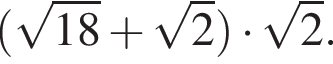 (√18 + √2) · √2.